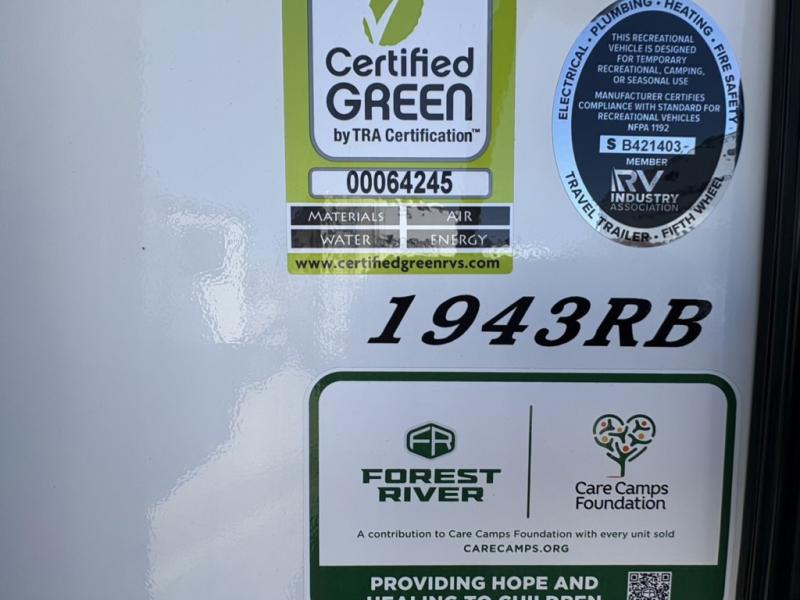 Certified
GREEN
by TRA Certification™
00064245
MATERIALS AIR
WATER ENERGY
www.certifiedgreenrvs.com
ELECTRICAL • PLUMBING • HEATING • FIRE SAFETY
THIS RECREATIONAL
VEHICLE IS DESIGNED
FOR TEMPORARY
RECREATIONAL, CAMPING,
OR SEASONAL USE
MANUFACTURER CERTIFIES
COMPLIANCE WITH STANDARD FOR
RECREATIONAL VEHICLES
NFPA 1192
S B421403-
MEMBER
RV
INDUSTRY
ASSOCIATION
TRAVEL TRAILER • FIFTH WHEEL
1943RB
FR
FOREST
RIVER
Care Camps
Foundation
A contribution to Care Camps Foundation with every unit sold
CARECAMPS.ORG
PROVIDING HOPE AND
HEALING TO CHILDREN